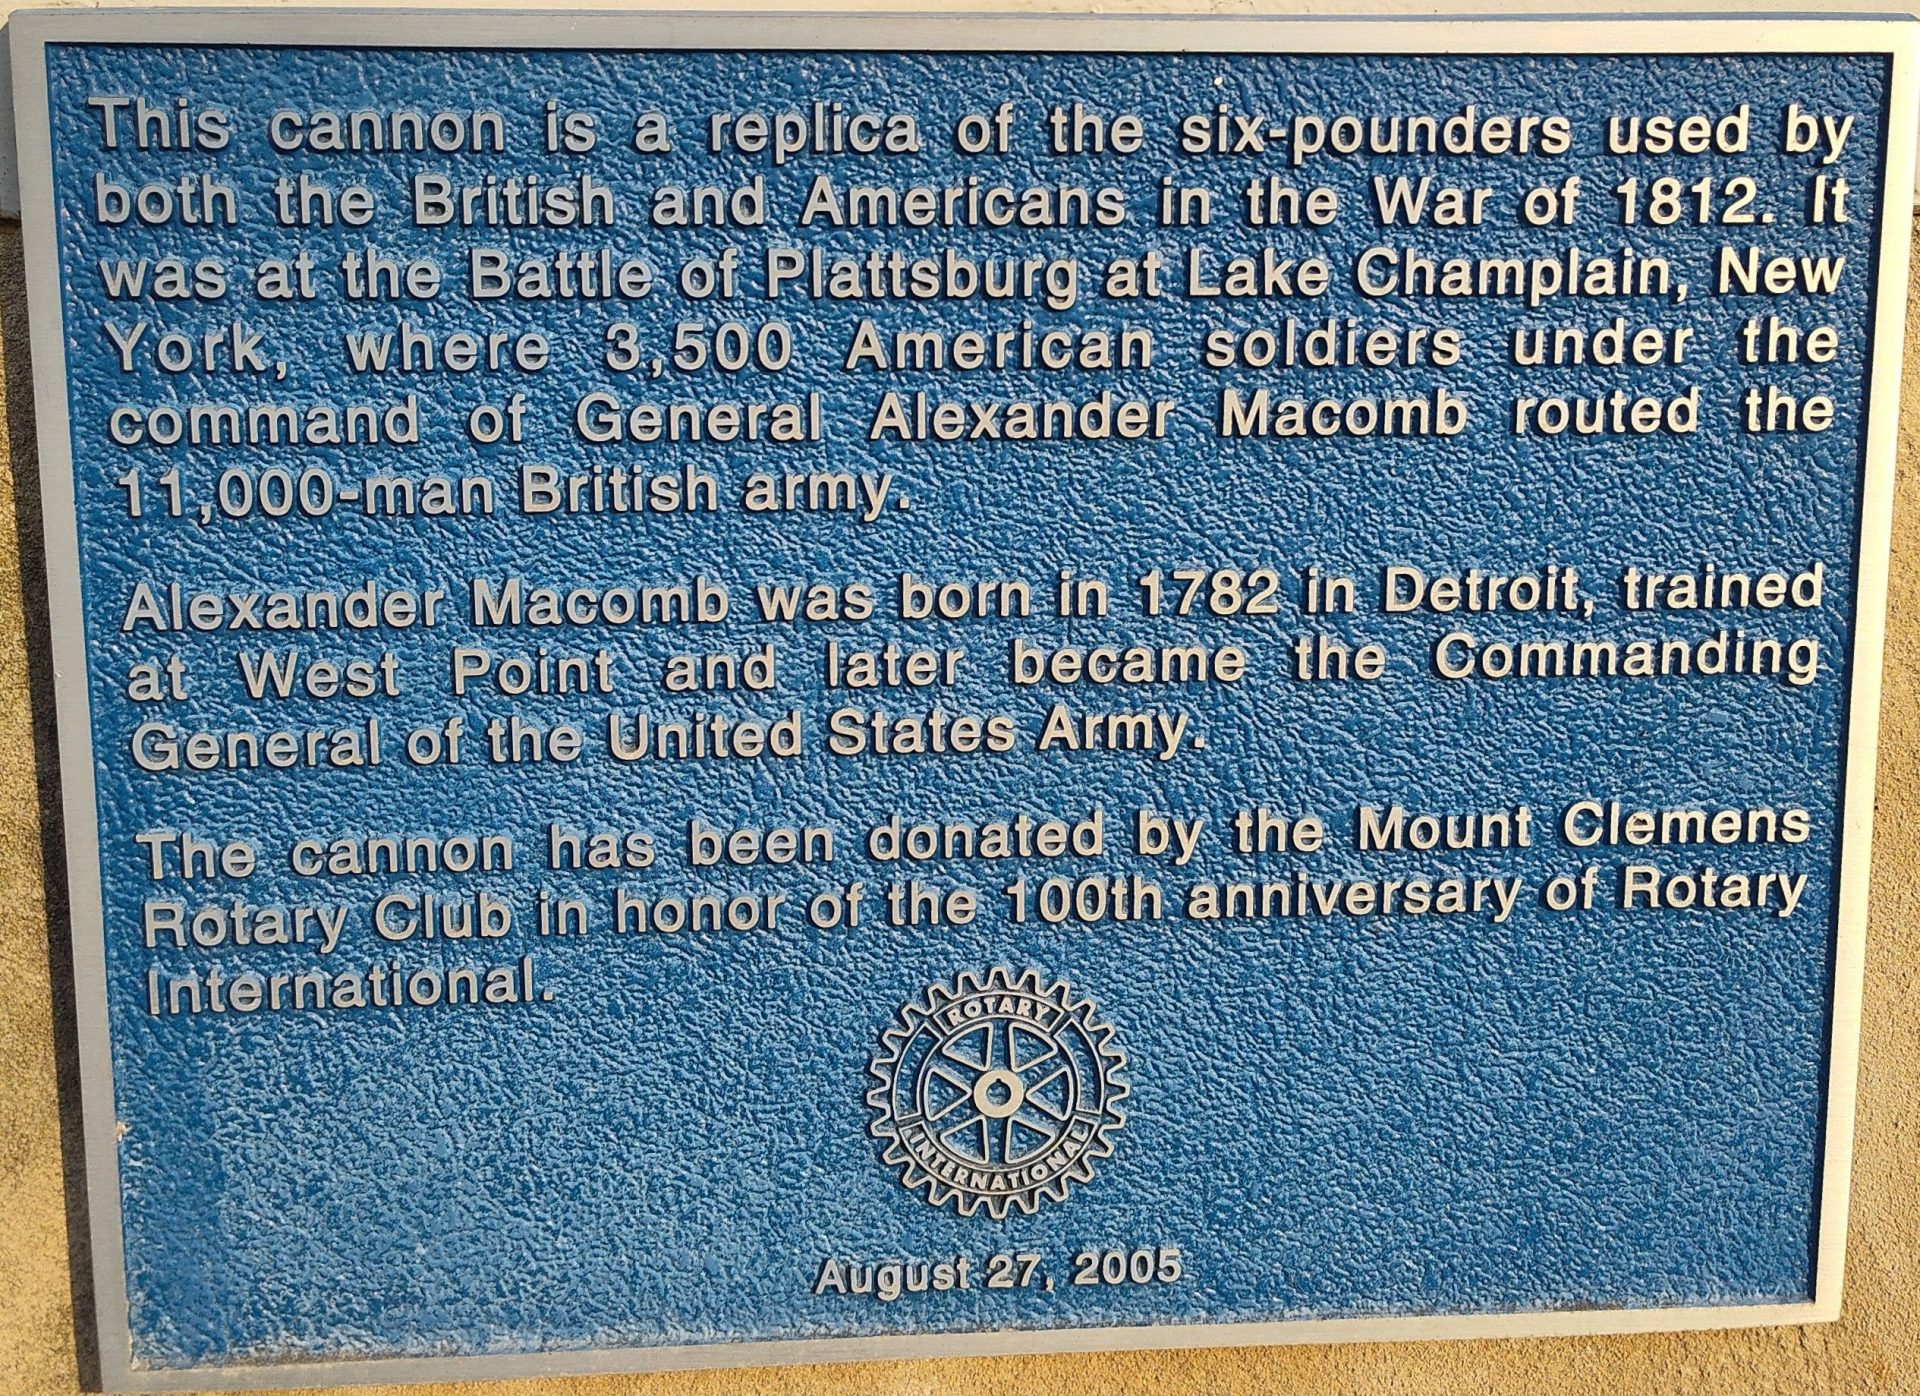 This cannon is a replica of the six-pounders used by
both the British and Americans in the War of 1812. It
was at the Battle of Plattsburg at Lake Champlain, New
York, where 3,500 American soldiers under the
command of General Alexander Macomb routed the
11,000-man British army.
Alexander Macomb was born in 1782 in Detroit, trained
at West Point and later became the Commanding
General of the United States Army.
The cannon has been donated by the Mount Clemens
Rotary Club in honor of the 100th anniversary of Rotary
International.
ROTARY
INTERNATIONAL
August 27, 2005